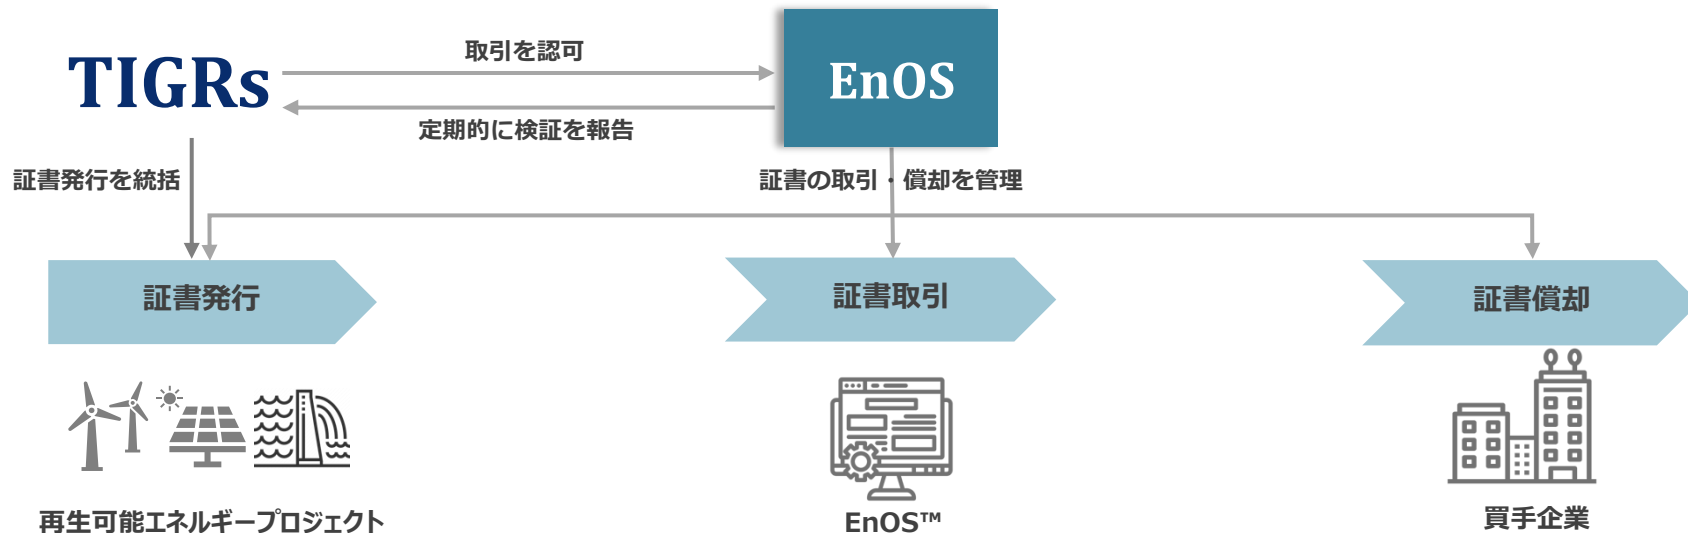 取引を認可
TIGRs
EnOS
定期的に検証を報告
証書発行を統括
証書の取引・償却を管理
証書発行
証書取引
証書償却
再生可能エネルギープロジェクト
EnOS™
買手企業